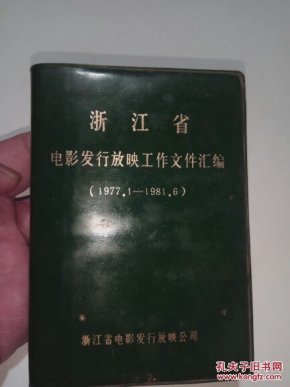 浙江省
电影发行放映工作文件汇编
(1977.1—1981.6)
浙江省电影发行放映公司
孔夫子旧书网